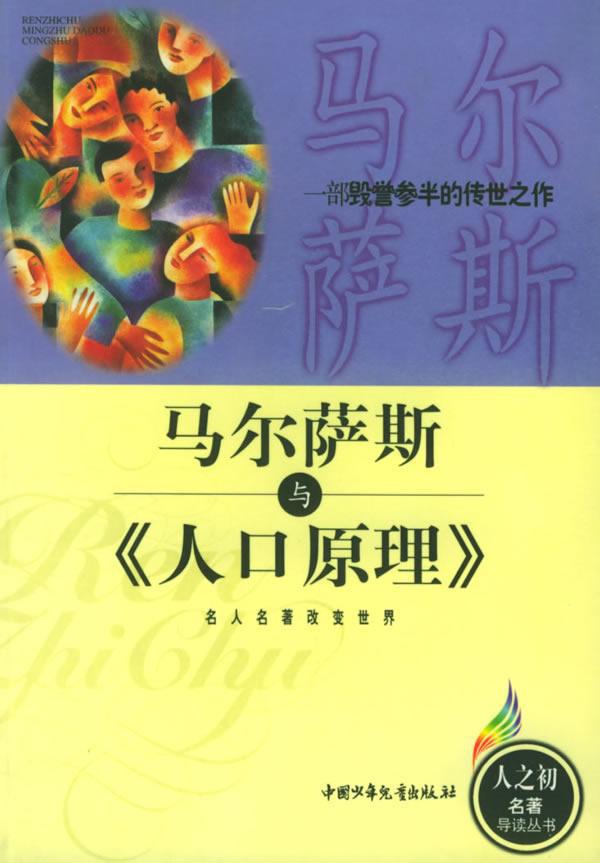 RENZHICHU
MINGZHU DAODU
CONGSHU
马尔
萨斯
一部毁誉参半的传世之作
马尔萨斯
与
《人口原理》
名人名著改变世界
Ren
Zhi Chu
中国少年儿童出版社
人之初
名著
导读丛书